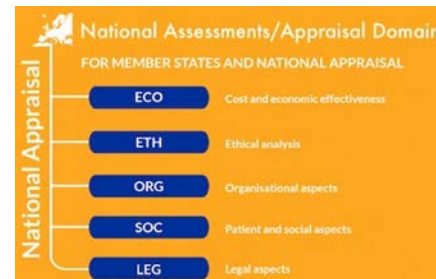 National Assessments/Appraisal Domain
FOR MEMBER STATES AND NATIONAL APPRAISAL
National Appraisal
ECO Cost and economic effectiveness
ETH Ethical analysis
ORG Organisational aspects
SOC Patient and social aspects
LEG Legal aspects